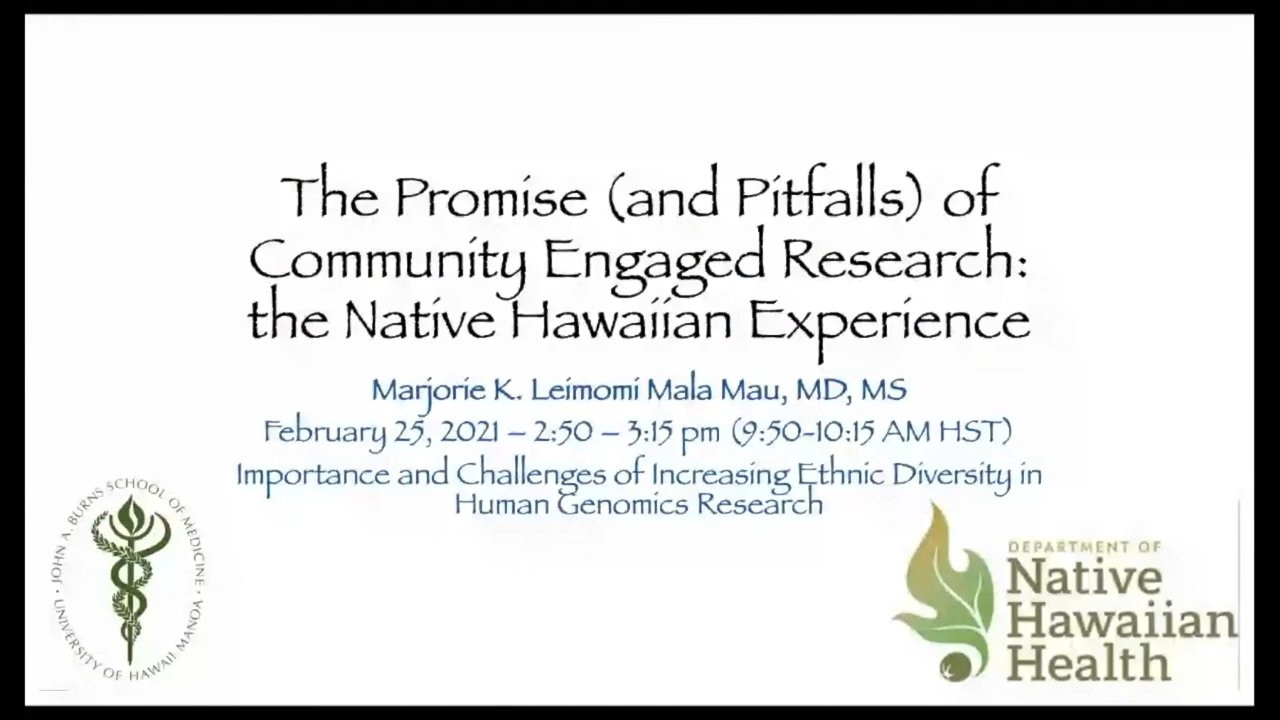 The Promise (and Pitfalls) of
Community Engaged Research:
the Native Hawaiian Experience
Marjorie K. Leimomi Mala Mau, MD, MS
February 25, 2021 – 2:50 – 3:15 pm (9:50-10:15 AM HST)
Importance and Challenges of Increasing Ethnic Diversity in
Human Genomics Research
JOHN A. BURNS SCHOOL OF MEDICINE
UNIVERSITY OF HAWAII MANOA
DEPARTMENT OF
Native
Hawaiian
Health